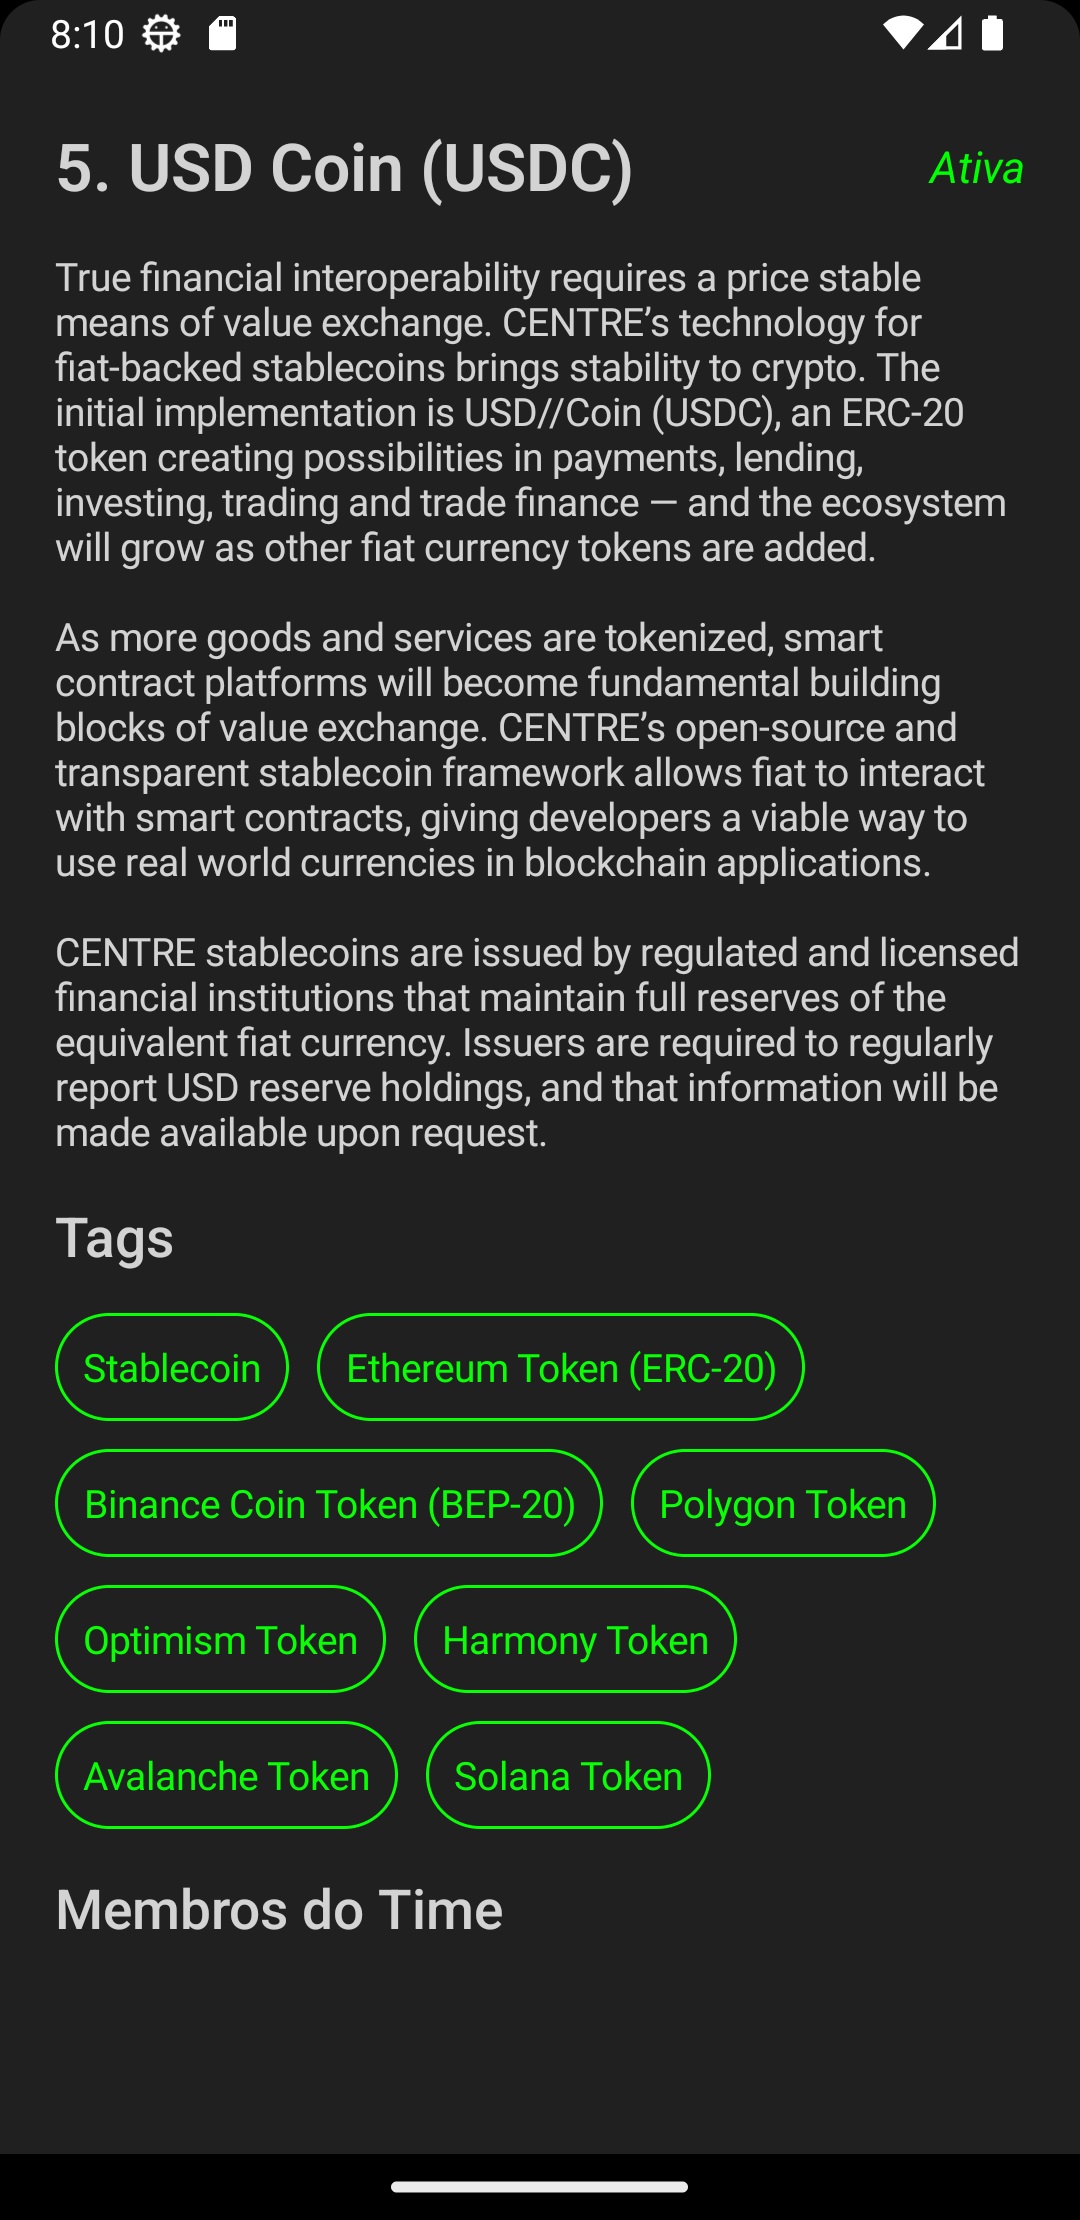 8:10
5. USD Coin (USDC)
Ativa
True financial interoperability requires a price stable
means of value exchange. CENTRE’s technology for
fiat-backed stablecoins brings stability to crypto. The
initial implementation is USD//Coin (USDC), an ERC-20
token creating possibilities in payments, lending,
investing, trading and trade finance — and the ecosystem
will grow as other fiat currency tokens are added.
As more goods and services are tokenized, smart
contract platforms will become fundamental building
blocks of value exchange. CENTRE’s open-source and
transparent stablecoin framework allows fiat to interact
with smart contracts, giving developers a viable way to
use real world currencies in blockchain applications.
CENTRE stablecoins are issued by regulated and licensed
financial institutions that maintain full reserves of the
equivalent fiat currency. Issuers are required to regularly
report USD reserve holdings, and that information will be
made available upon request.
Tags
Stablecoin
Ethereum Token (ERC-20)
Binance Coin Token (BEP-20)
Polygon Token
Optimism Token
Harmony Token
Avalanche Token
Solana Token
Membros do Time